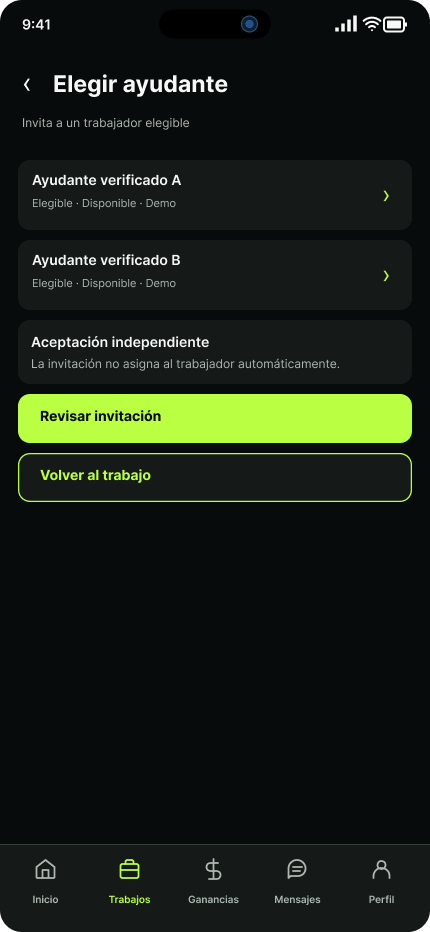 9:41
‹ Elegir ayudante
Invita a un trabajador elegible
Ayudante verificado A
Elegible · Disponible · Demo
›
Ayudante verificado B
Elegible · Disponible · Demo
›
Aceptación independiente
La invitación no asigna al trabajador automáticamente.
Revisar invitación
Volver al trabajo
Inicio
Trabajos
Ganancias
Mensajes
Perfil